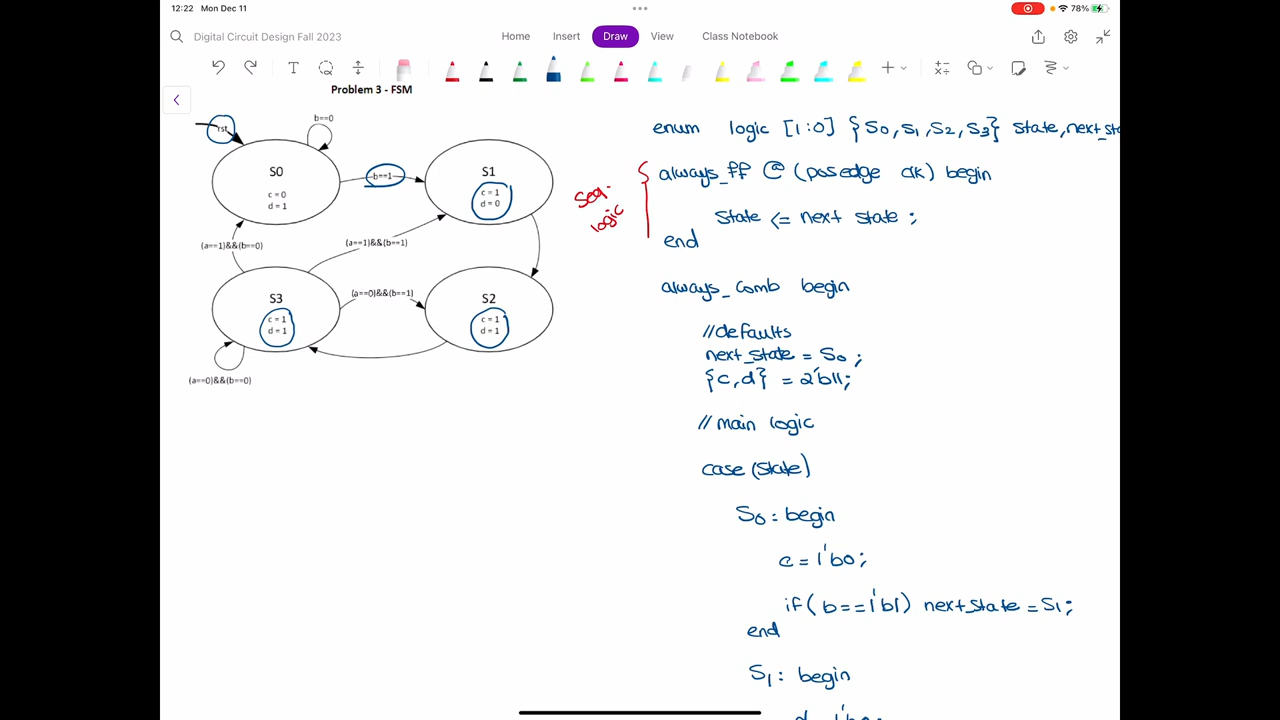 12:22 Mon Dec 11
78%
Digital Circuit Design Fall 2023
Home Insert Draw View Class Notebook
Problem 3 - FSM
rst
b==0
S0
c = 0
d = 1
b==1
S1
c = 1
d = 0
(a==1)&&(b==0)
(a==1)&&(b==1)
S3
c = 1
d = 1
(a==0)&&(b==1)
S2
c = 1
d = 1
(a==0)&&(b==0)
seq.
logic
enum logic [1:0] {S0,S1,S2,S3} state,next_st
always_ff @(posedge clk) begin
state <= next state ;
end
always_comb begin
//defaults
next_state = S0 ;
{c,d} = 2'b11;
// main logic
case (state)
S0: begin
c = 1'b0;
if( b==1'b1) next_state = S1;
end
S1: begin
d = 1'b0;